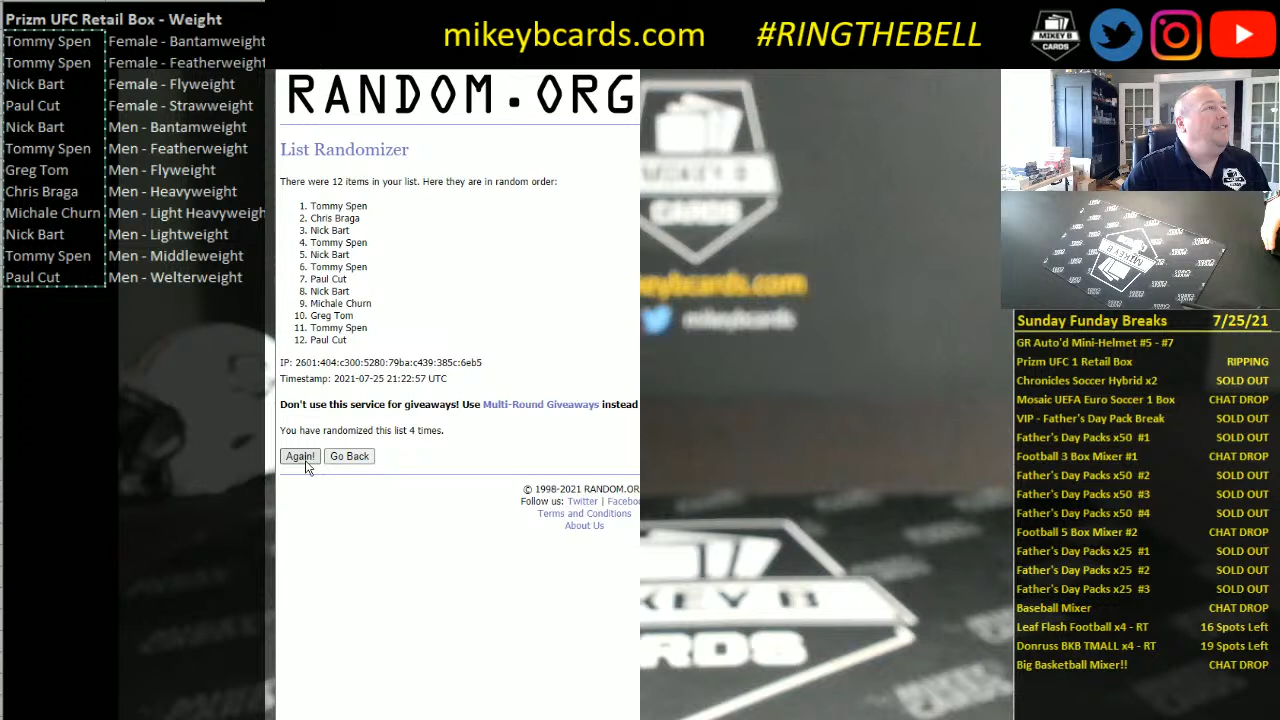 mikeybcards.com #RINGTHEBELL
MIKEY B
CARDS
Prizm UFC Retail Box - Weight
Tommy Spen Female - Bantamweight
Tommy Spen Female - Featherweight
Nick Bart Female - Flyweight
Paul Cut Female - Strawweight
Nick Bart Men - Bantamweight
Tommy Spen Men - Featherweight
Greg Tom Men - Flyweight
Chris Braga Men - Heavyweight
Michale Churn Men - Light Heavyweigh
Nick Bart Men - Lightweight
Tommy Spen Men - Middleweight
Paul Cut Men - Welterweight
RANDOM.ORG
List Randomizer
There were 12 items in your list. Here they are in random order:
1. Tommy Spen
2. Chris Braga
3. Nick Bart
4. Tommy Spen
5. Nick Bart
6. Tommy Spen
7. Paul Cut
8. Nick Bart
9. Michale Churn
10. Greg Tom
11. Tommy Spen
12. Paul Cut
IP: 2601:404:c300:5280:79ba:c439:385c:6eb5
Timestamp: 2021-07-25 21:22:57 UTC
Don't use this service for giveaways! Use Multi-Round Giveaways instead
You have randomized this list 4 times.
Again! Go Back
© 1998-2021 RANDOM.OR
Follow us: Twitter | Faceboo
Terms and Conditions
About Us
MIKEY B
CARDS
eybcards.com
mikeybcards
KEY B
RDS
MIKEY B
Sunday Funday Breaks 7/25/21
GR Auto'd Mini-Helmet #5 - #7
Prizm UFC 1 Retail Box RIPPING
Chronicles Soccer Hybrid x2 SOLD OUT
Mosaic UEFA Euro Soccer 1 Box CHAT DROP
VIP - Father's Day Pack Break SOLD OUT
Father's Day Packs x50 #1 SOLD OUT
Football 3 Box Mixer #1 CHAT DROP
Father's Day Packs x50 #2 SOLD OUT
Father's Day Packs x50 #3 SOLD OUT
Father's Day Packs x50 #4 SOLD OUT
Football 5 Box Mixer #2 CHAT DROP
Father's Day Packs x25 #1 SOLD OUT
Father's Day Packs x25 #2 SOLD OUT
Father's Day Packs x25 #3 SOLD OUT
Baseball Mixer CHAT DROP
Leaf Flash Football x4 - RT 16 Spots Left
Donruss BKB TMALL x4 - RT 19 Spots Left
Big Basketball Mixer!! CHAT DROP